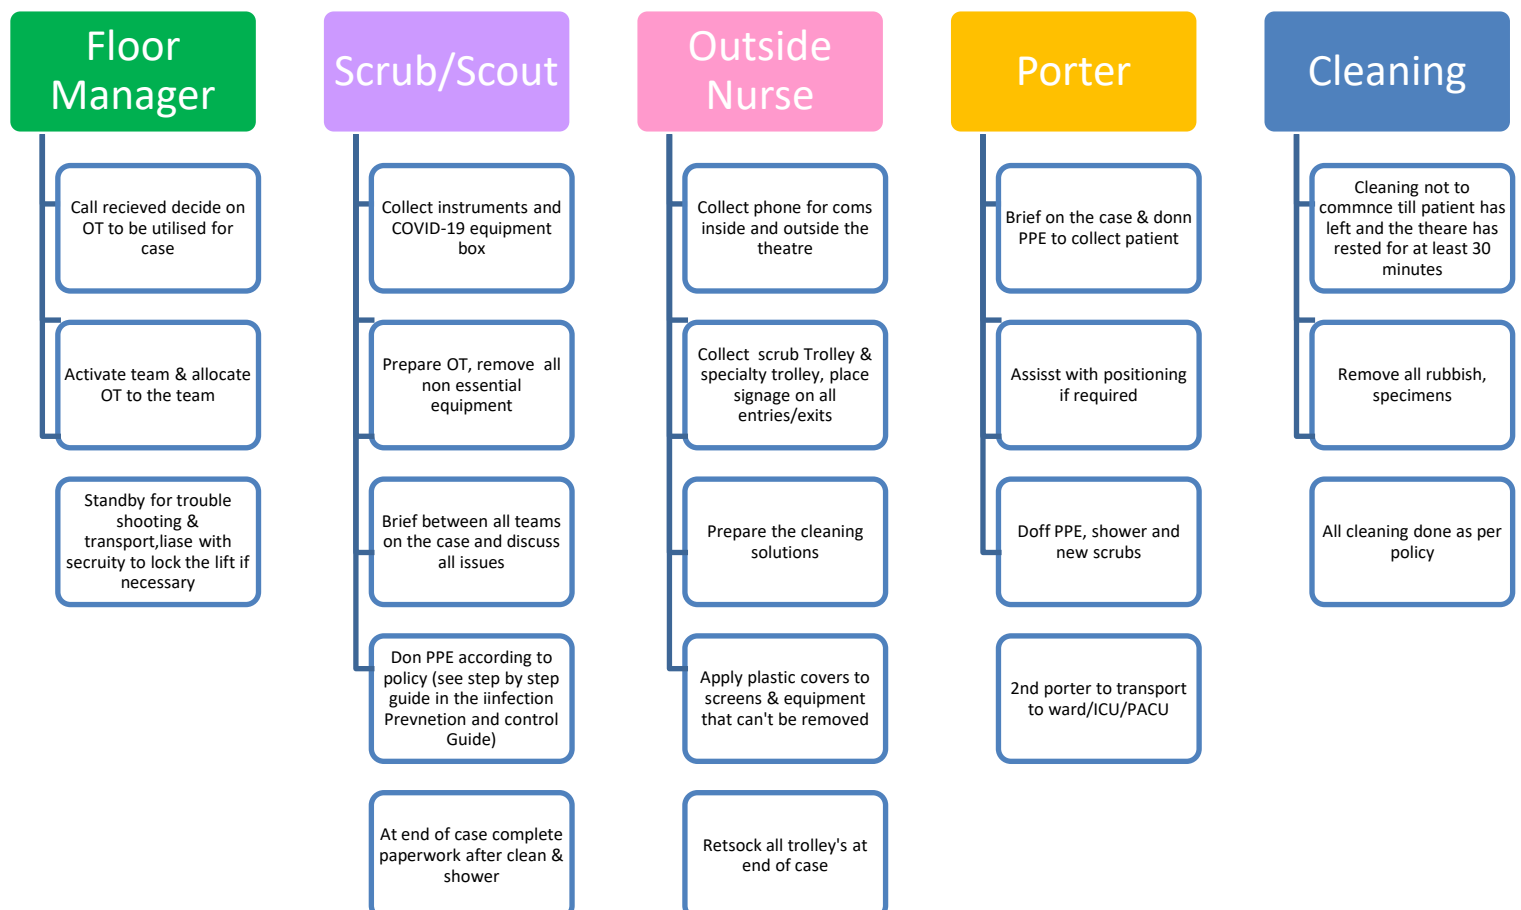 Floor
Manager
Call recieved decide on
OT to be utilised for
case
Activate team & allocate
OT to the team
Standby for trouble
shooting &
transport,liase with
secruity to lock the lift if
necessary
Scrub/Scout
Collect instruments and
COVID-19 equipment
box
Prepare OT, remove all
non essential
equipment
Brief between all teams
on the case and discuss
all issues
Don PPE according to
policy (see step by step
guide in the iinfection
Prevnetion and control
Guide)
At end of case complete
paperwork after clean &
shower
Outside
Nurse
Collect phone for coms
inside and outside the
theatre
Collect scrub Trolley &
specialty trolley, place
signage on all
entries/exits
Prepare the cleaning
solutions
Apply plastic covers to
screens & equipment
that can't be removed
Retsock all trolley's at
end of case
Porter
Brief on the case & donn
PPE to collect patient
Assisst with positioning
if required
Doff PPE, shower and
new scrubs
2nd porter to transport
to ward/ICU/PACU
Cleaning
Cleaning not to
commnce till patient has
left and the theare has
rested for at least 30
minutes
Remove all rubbish,
specimens
All cleaning done as per
policy